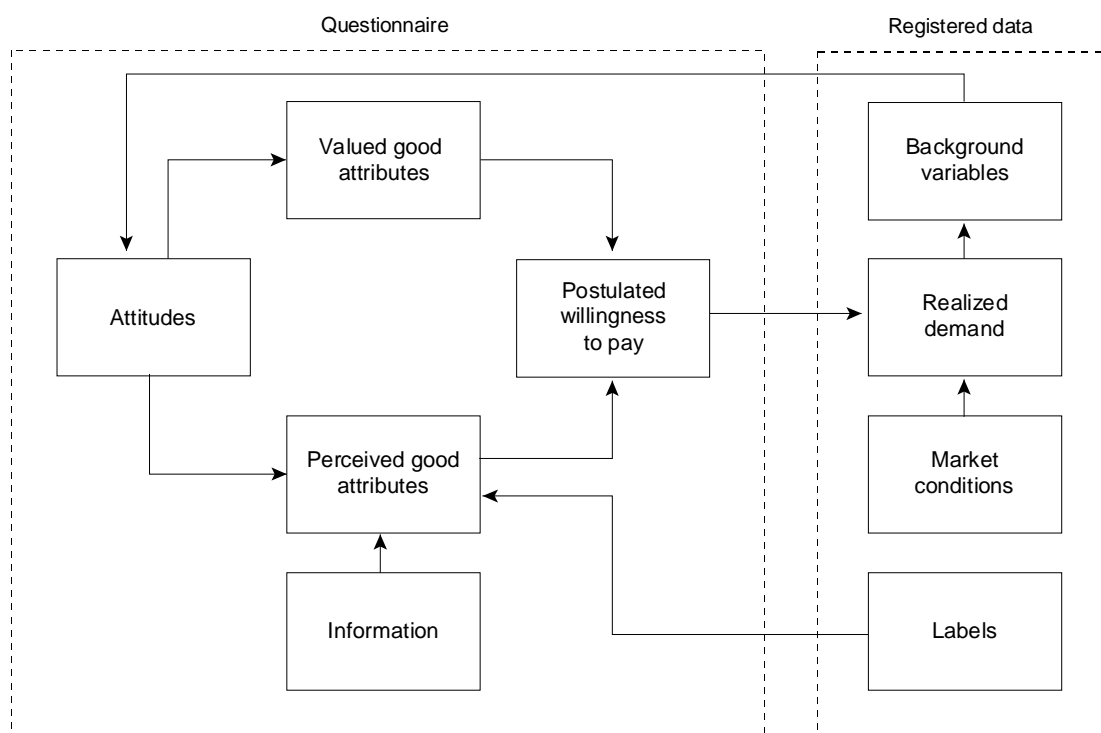 Questionnaire
Registered data
Valued good
attributes
Background
variables
Attitudes
Postulated
willingness
to pay
Realized
demand
Perceived good
attributes
Market
conditions
Information
Labels